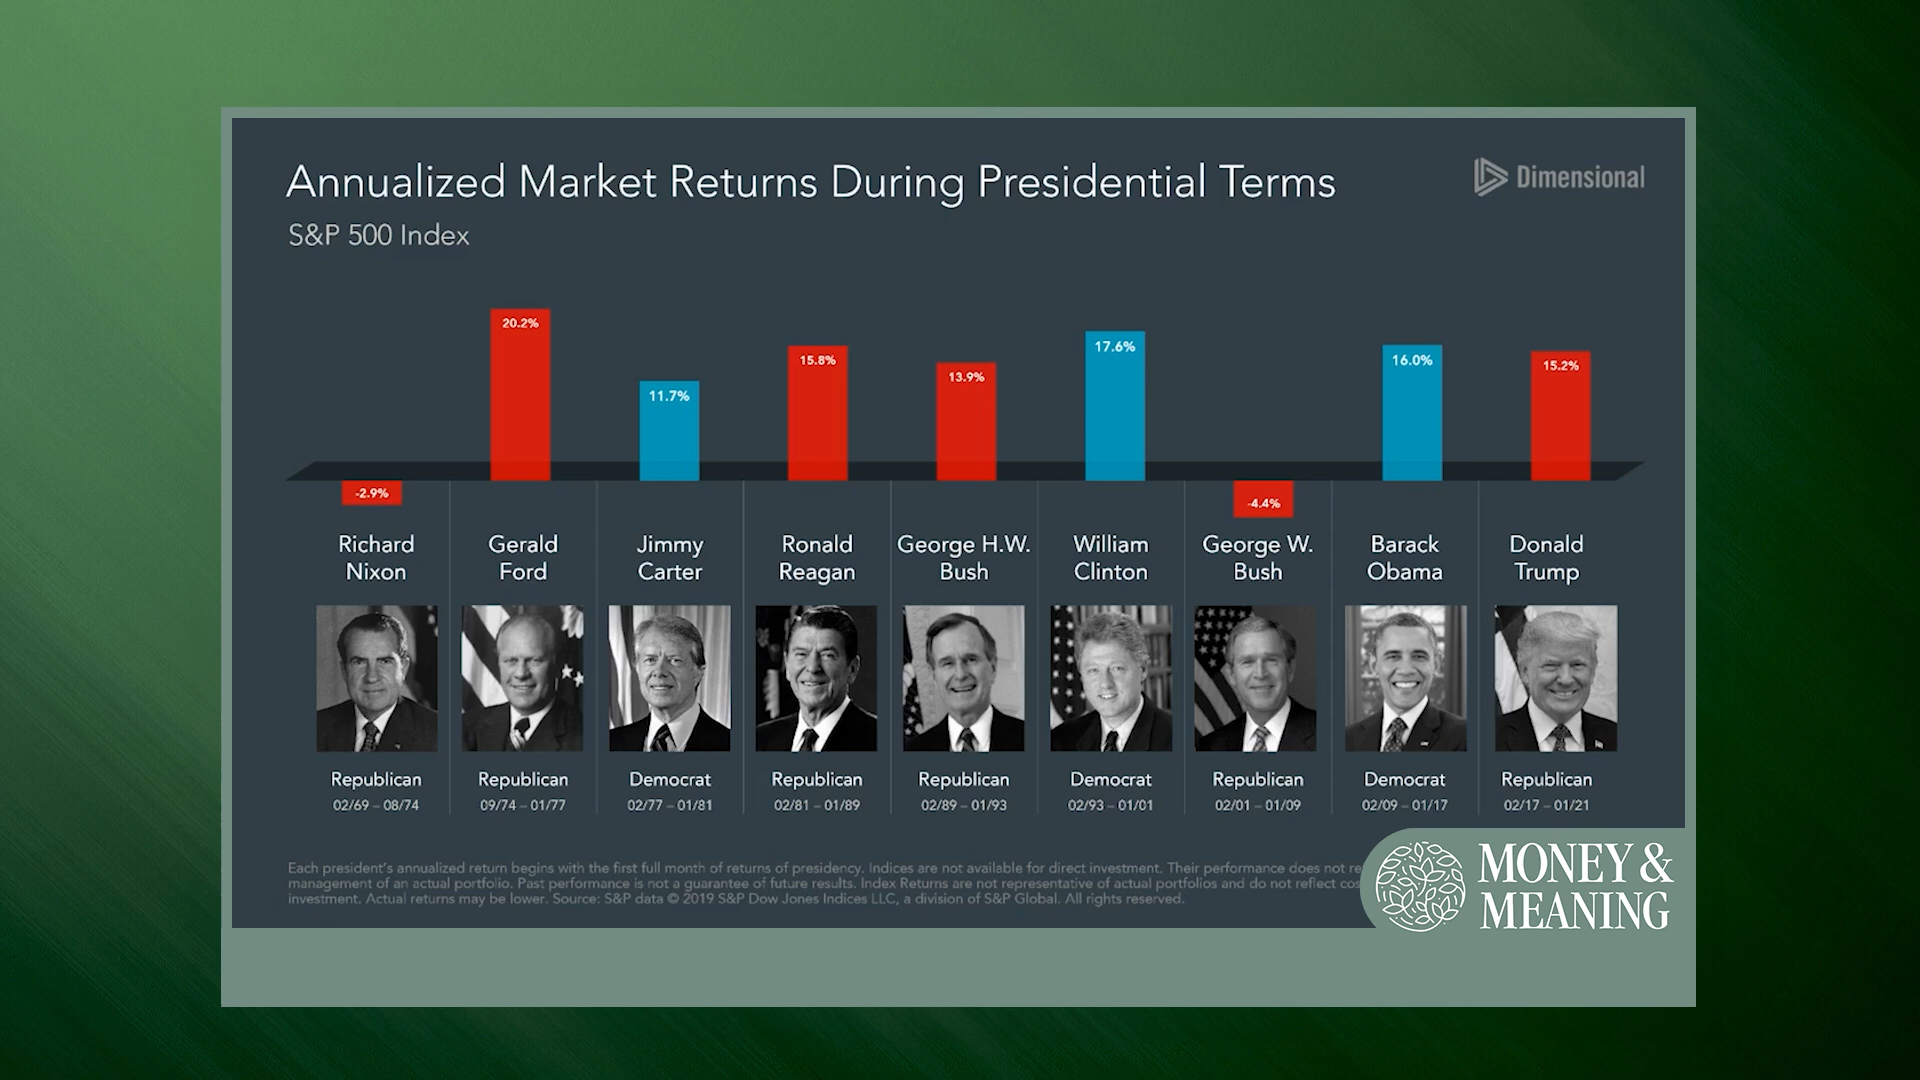 Annualized Market Returns During Presidential Terms
Dimensional
S&P 500 Index
20.2%
17.6%
15.8%
16.0%
15.2%
13.9%
11.7%
-2.9%
-4.4%
Richard
Nixon
Gerald
Ford
Jimmy
Carter
Ronald
Reagan
George H.W.
Bush
William
Clinton
George W.
Bush
Barack
Obama
Donald
Trump
Republican
02/69 – 08/74
Republican
09/74 – 01/77
Democrat
02/77 – 01/81
Republican
02/81 – 01/89
Republican
02/89 – 01/93
Democrat
02/93 – 01/01
Republican
02/01 – 01/09
Democrat
02/09 – 01/17
Republican
02/17 – 01/21
Each president's annualized return begins with the first full month of returns of presidency. Indices are not available for direct investment. Their performance does not
management of an actual portfolio. Past performance is not a guarantee of future results. Index Returns are not representative of actual portfolios and do not reflect
investment. Actual returns may be lower. Source: S&P data © 2019 S&P Dow Jones Indices LLC, a division of S&P Global. All rights reserved.
MONEY &
MEANING